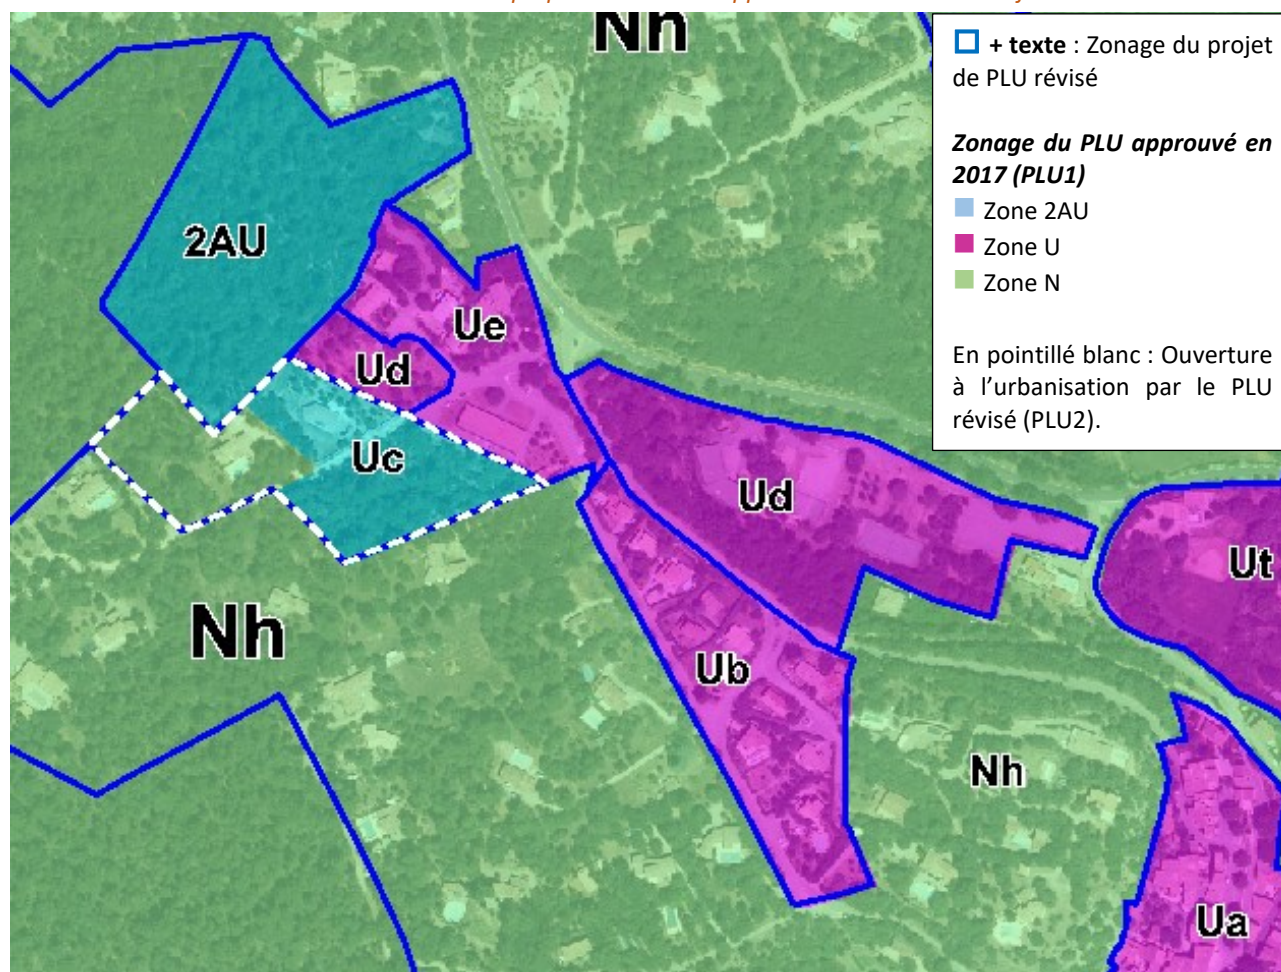 Nh
+ texte : Zonage du projet
de PLU révisé
Zonage du PLU approuvé en
2017 (PLU1)
Zone 2AU
Zone U
Zone N
En pointillé blanc : Ouverture
à l'urbanisation par le PLU
révisé (PLU2).
2AU
Ue
Ud
Uc
Ud
Ut
Nh
Ub
Nh
Ua